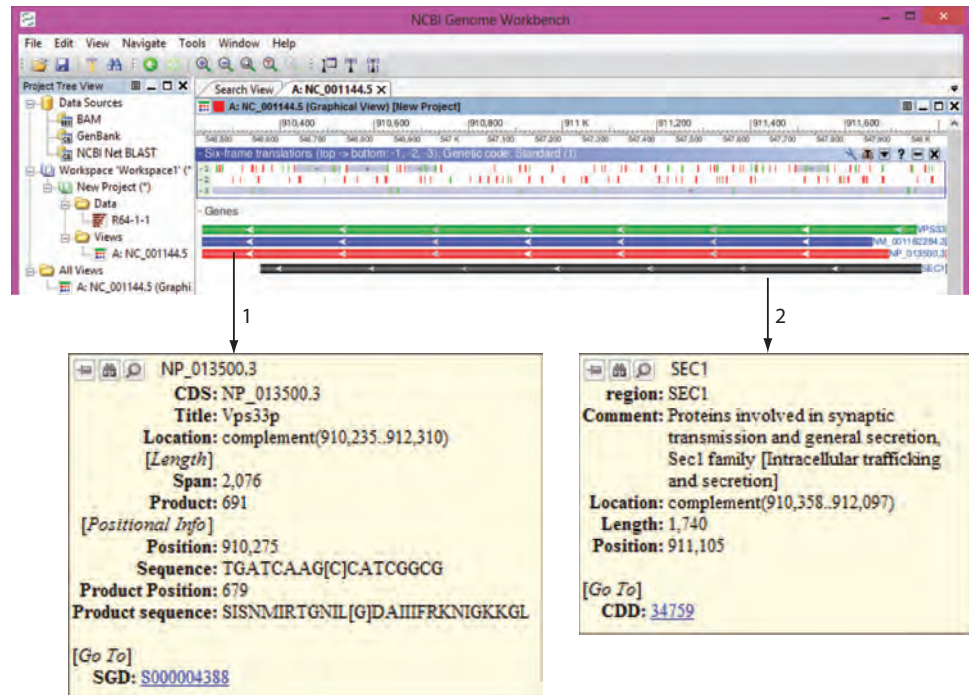 NCBI Genome Workbench
File Edit View Navigate Tools Window Help
Project Tree View
Search View A: NC_001144.5
Data Sources
BAM
GenBank
NCBI Net BLAST
Workspace 'Workspace1' (*
New Project (*)
Data
R64-1-1
Views
A: NC_001144.5
All Views
A: NC_001144.5 (Graphi
A: NC_001144.5 (Graphical View) [New Project]
910,400 910,600 910,800 911 K 911,200 911,400 911,600
Six-frame translations (top -> bottom: -1, -2, -3), Genetic code: Standard (1)
- Genes
VPS33
NP_013500.3
SEC1
1
2
NP_013500.3
CDS: NP_013500.3
Title: Vps33p
Location: complement(910,235..912,310)
[Length]
Span: 2,076
Product: 691
[Positional Info]
Position: 910,275
Sequence: TGATCAAG[C]CATCGGCG
Product Position: 679
Product sequence: SISNMIRTGNIL[G]DAIIIFRKNIGKKGL
[Go To]
SGD: S000004388
SEC1
region: SEC1
Comment: Proteins involved in synaptic
transmission and general secretion,
Sec1 family [Intracellular trafficking
and secretion]
Location: complement(910,358..912,097)
Length: 1,740
Position: 911,105
[Go To]
CDD: 34759